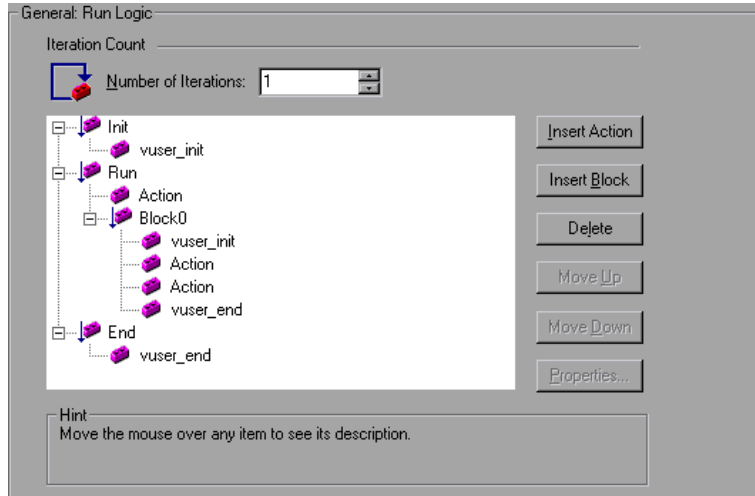 General: Run Logic
Iteration Count
Number of Iterations: 1
Init
Insert Action
vuser_init
Run
Insert Block
Action
Block0
Delete
vuser_init
Action
Move Up
Action
vuser_end
Move Down
End
vuser_end
Properties...
Hint
Move the mouse over any item to see its description.